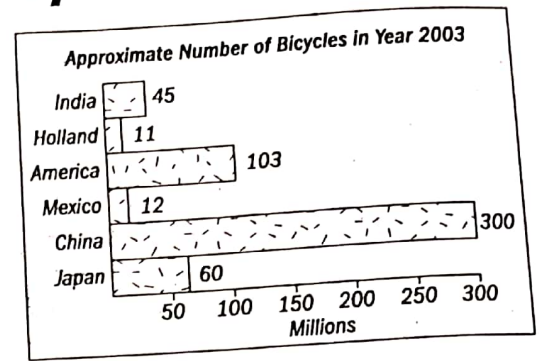 Approximate Number of Bicycles in Year 2003
India 45
Holland 11
America 103
Mexico 12
China 300
Japan 60
50 100 150 200 250 300
Millions